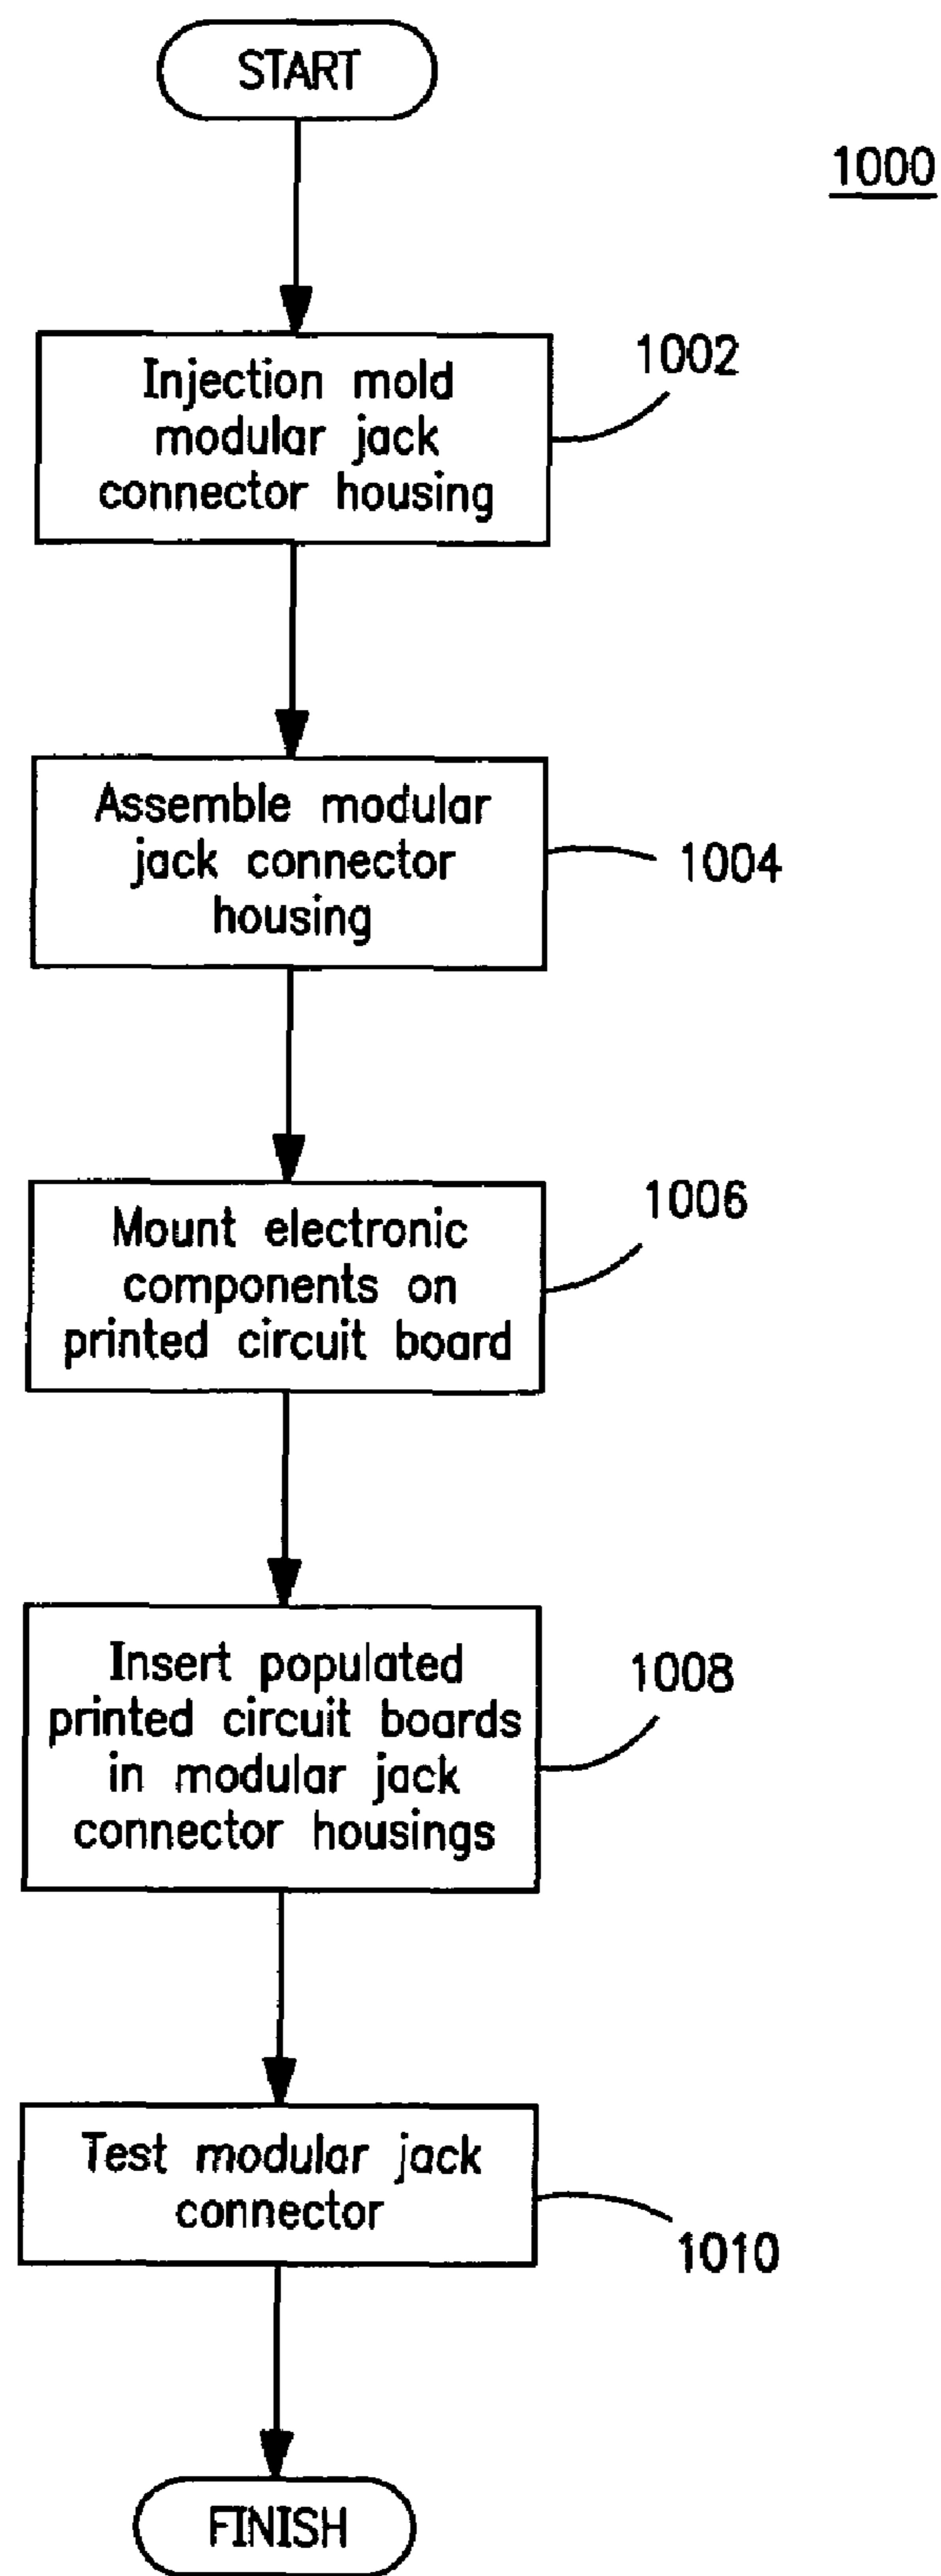 START
1000
Injection mold
modular jack
connector housing
1002
Assemble modular
jack connector
housing
1004
Mount electronic
components on
printed circuit board
1006
Insert populated
printed circuit boards
in modular jack
connector housings
1008
Test modular jack
connector
1010
FINISH